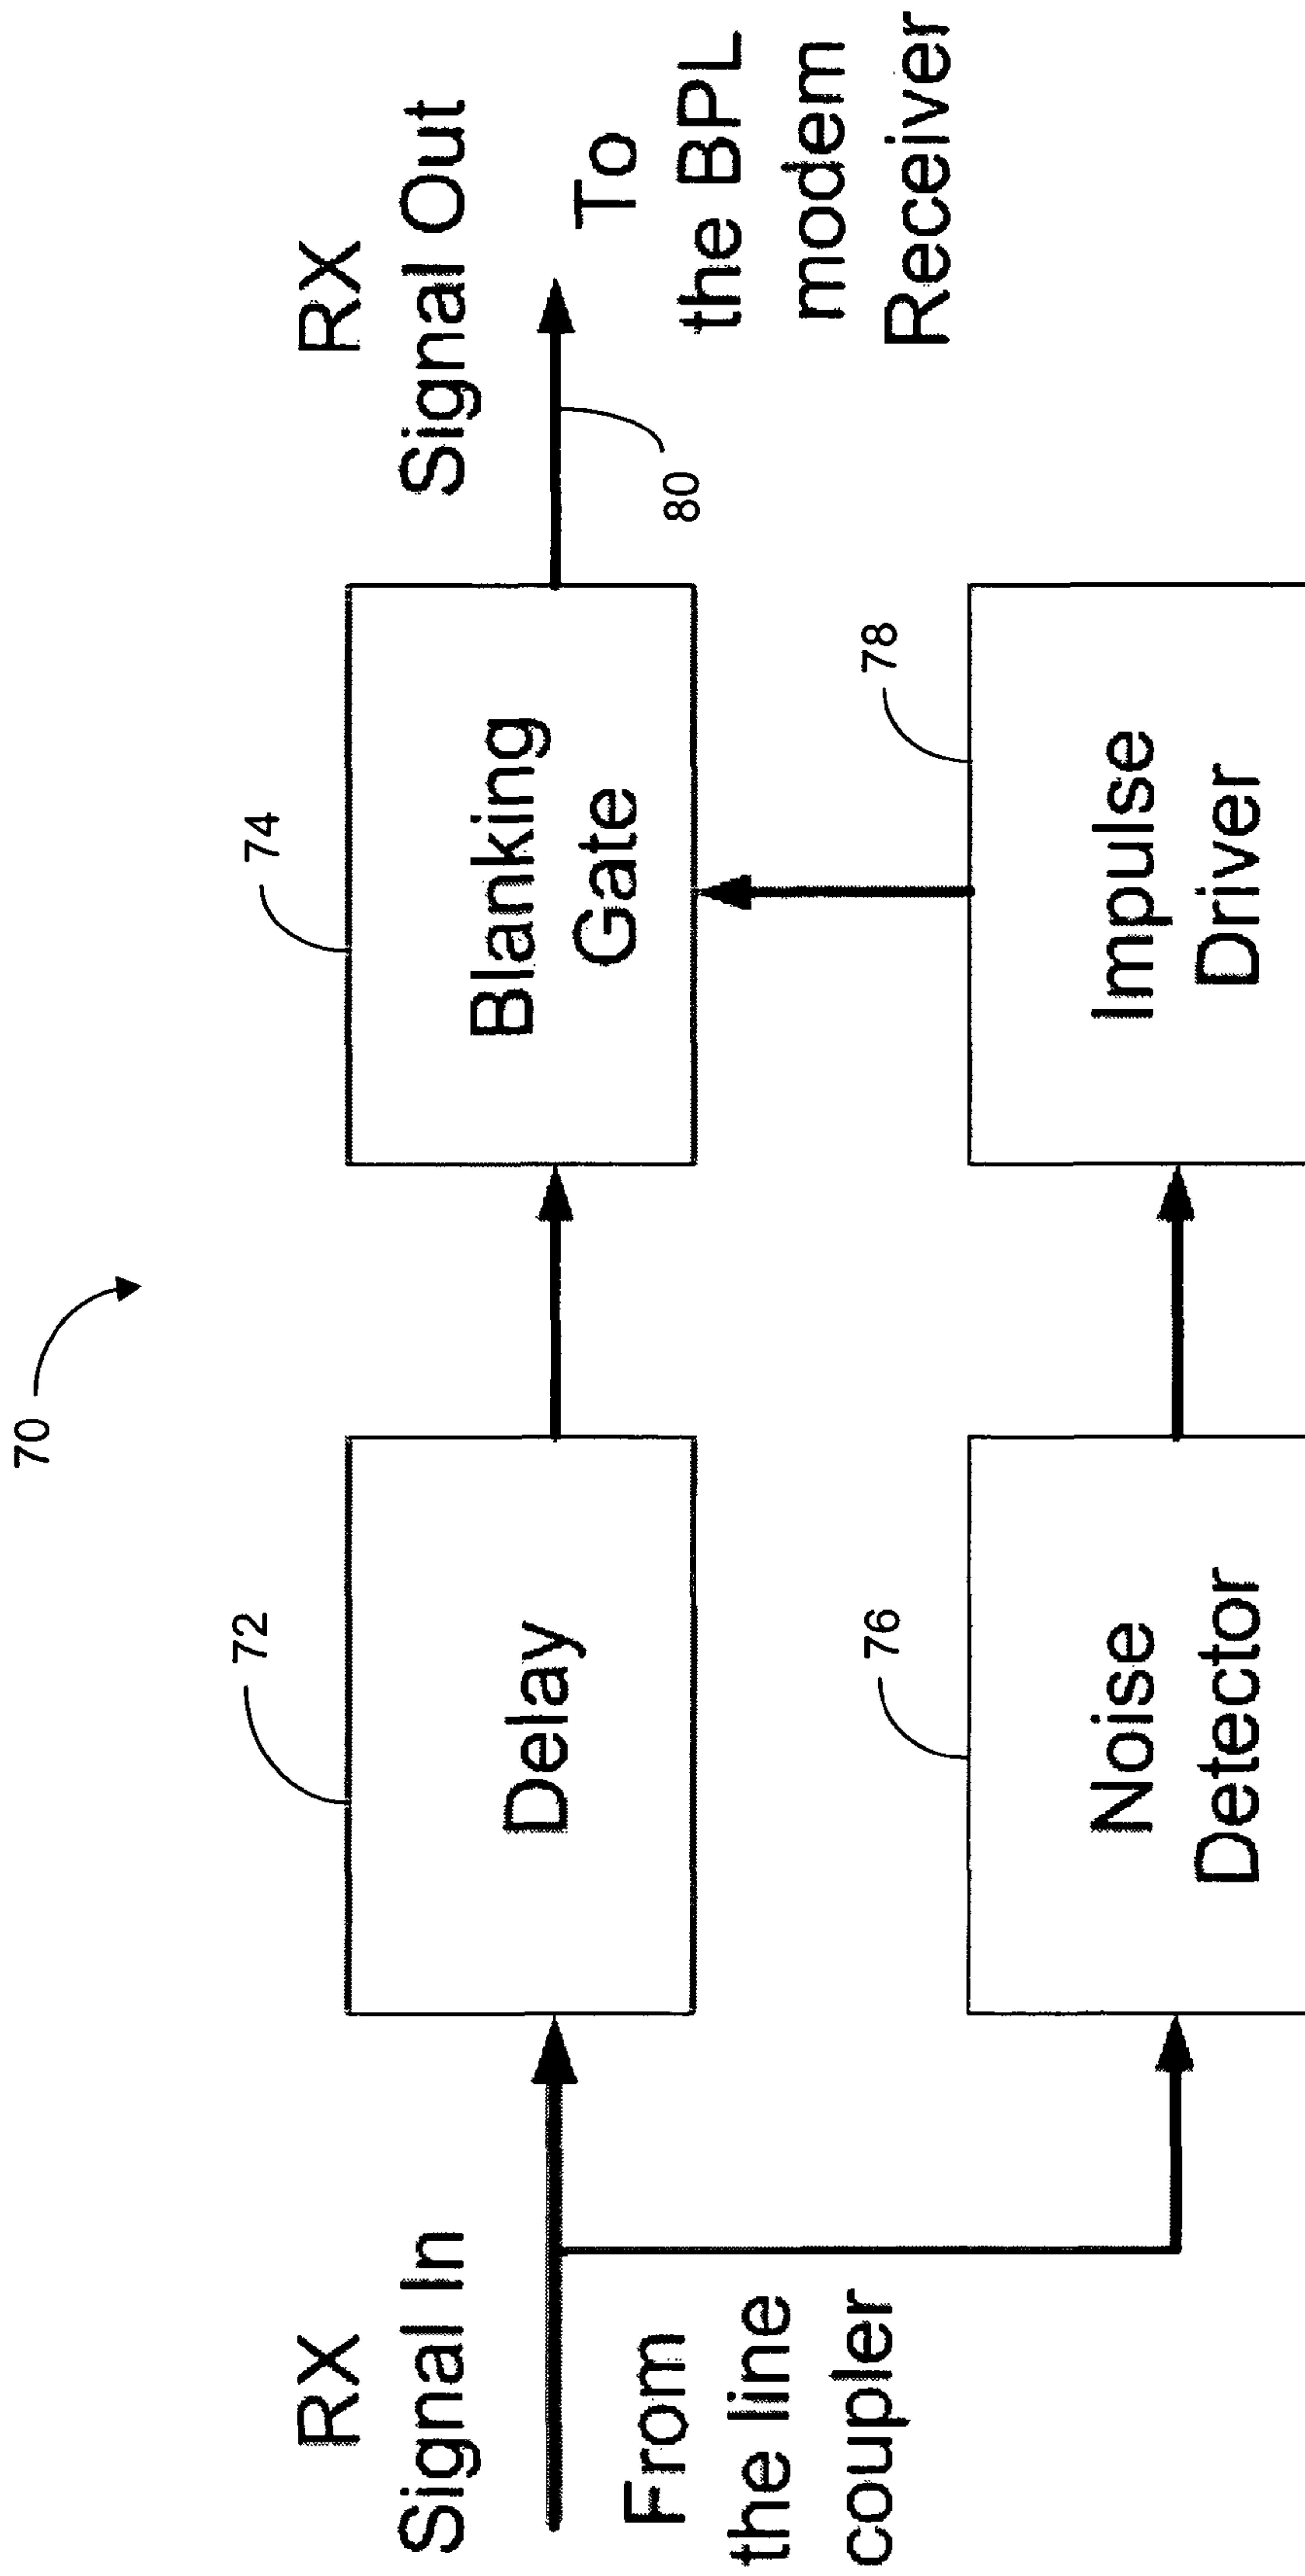 70
RX
Signal In
From
the line
coupler
72
Delay
74
Blanking
Gate
RX
Signal Out
80
To
the BPL
modem
Receiver
76
Noise
Detector
78
Impulse
Driver